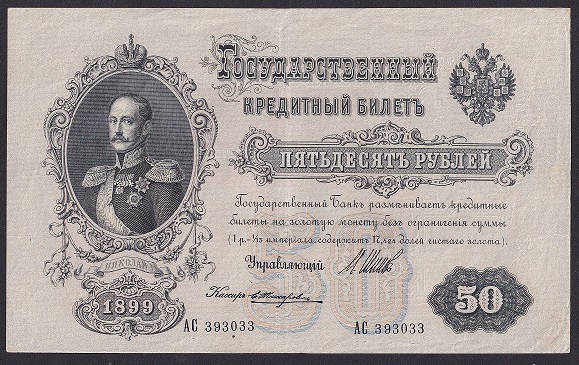 Государственный
кредитный билетъ
пятьдесятъ рублей
Государственный Банкъ размѣниваетъ кредитные
билеты на золотую монету безъ ограниченія суммы
(1 р.= 1/15 имперіала, содержитъ 17,424 долей чистаго золота).
Управляющій
Кассиръ
НИКОЛАЙ I
1899
50
50
АС 393033
АС 393033